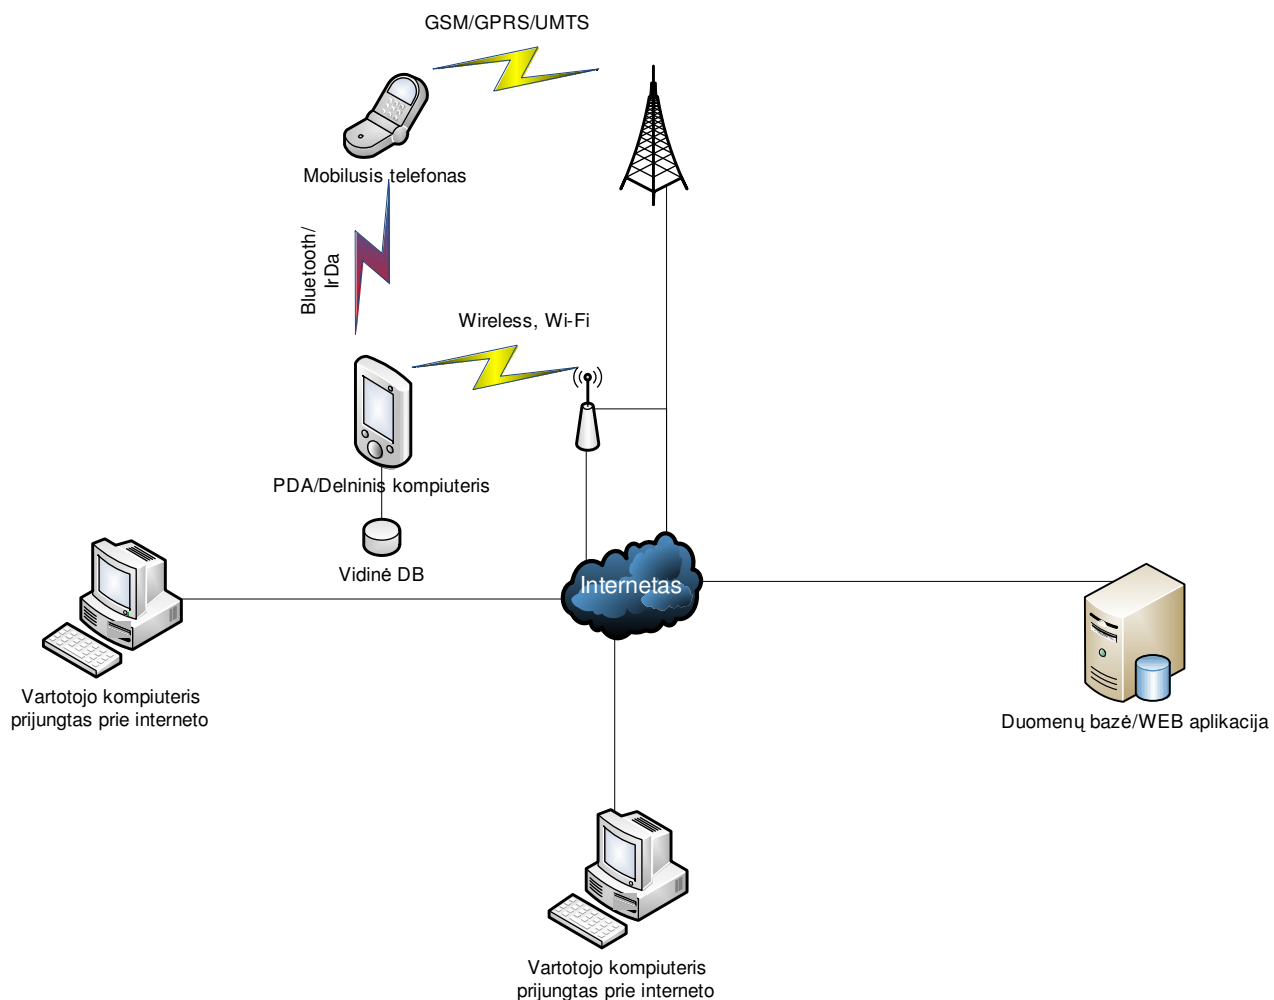 GSM/GPRS/UMTS
Mobilusis telefonas
Bluetooth/
IrDa
Wireless, Wi-Fi
PDA/Delninis kompiuteris
Vidinė DB
Internetas
Vartotojo kompiuteris
prijungtas prie interneto
Duomenų bazė/WEB aplikacija
Vartotojo kompiuteris
prijungtas prie interneto